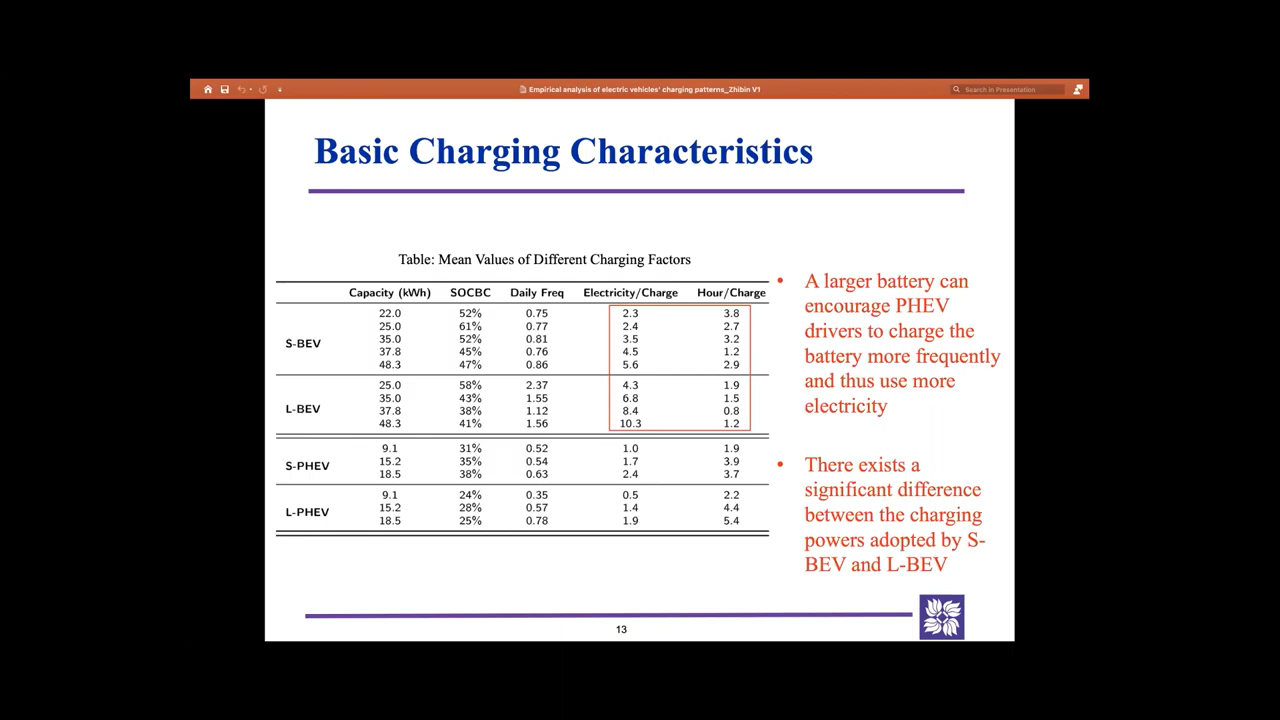 Empirical analysis of electric vehicles' charging patterns_Zhibin V1
Search in Presentation
Basic Charging Characteristics
Table: Mean Values of Different Charging Factors
Capacity (kWh) SOCBC Daily Freq Electricity/Charge Hour/Charge
S-BEV
22.0 52% 0.75 2.3 3.8
25.0 61% 0.77 2.4 2.7
35.0 52% 0.81 3.5 3.2
37.8 45% 0.76 4.5 1.2
48.3 47% 0.86 5.6 2.9
L-BEV
25.0 58% 2.37 4.3 1.9
35.0 43% 1.55 6.8 1.5
37.8 38% 1.12 8.4 0.8
48.3 41% 1.56 10.3 1.2
S-PHEV
9.1 31% 0.52 1.0 1.9
15.2 35% 0.54 1.7 3.9
18.5 38% 0.63 2.4 3.7
L-PHEV
9.1 24% 0.35 0.5 2.2
15.2 28% 0.57 1.4 4.4
18.5 25% 0.78 1.9 5.4
• A larger battery can
encourage PHEV
drivers to charge the
battery more frequently
and thus use more
electricity
• There exists a
significant difference
between the charging
powers adopted by S-
BEV and L-BEV
13